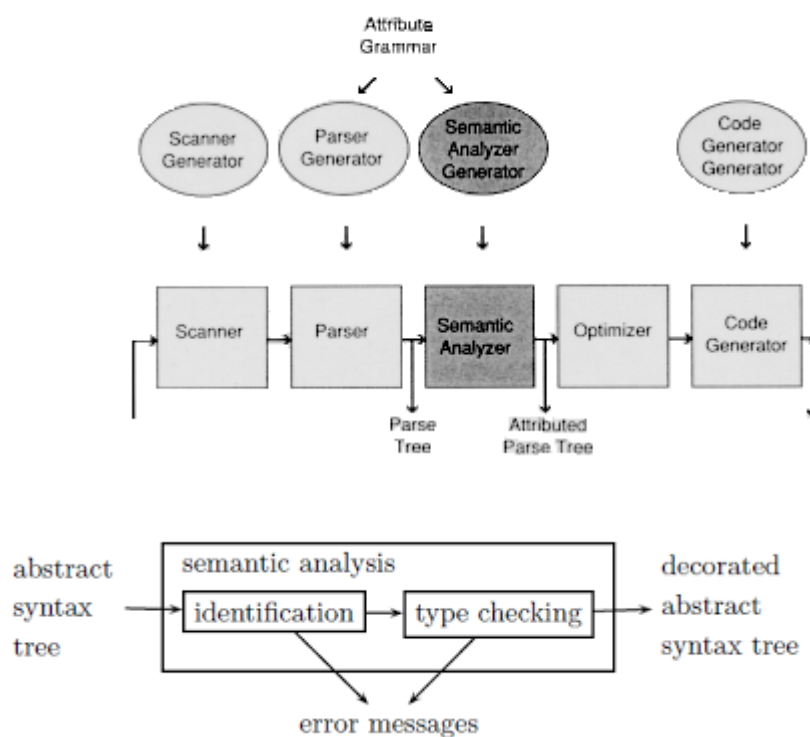 Attribute
Grammar
Scanner
Generator
Parser
Generator
Semantic
Analyzer
Generator
Code
Generator
Generator
Scanner
Parser
Semantic
Analyzer
Optimizer
Code
Generator
Parse
Tree
Attributed
Parse Tree
abstract
syntax
tree
semantic analysis
identification
type checking
decorated
abstract
syntax tree
error messages